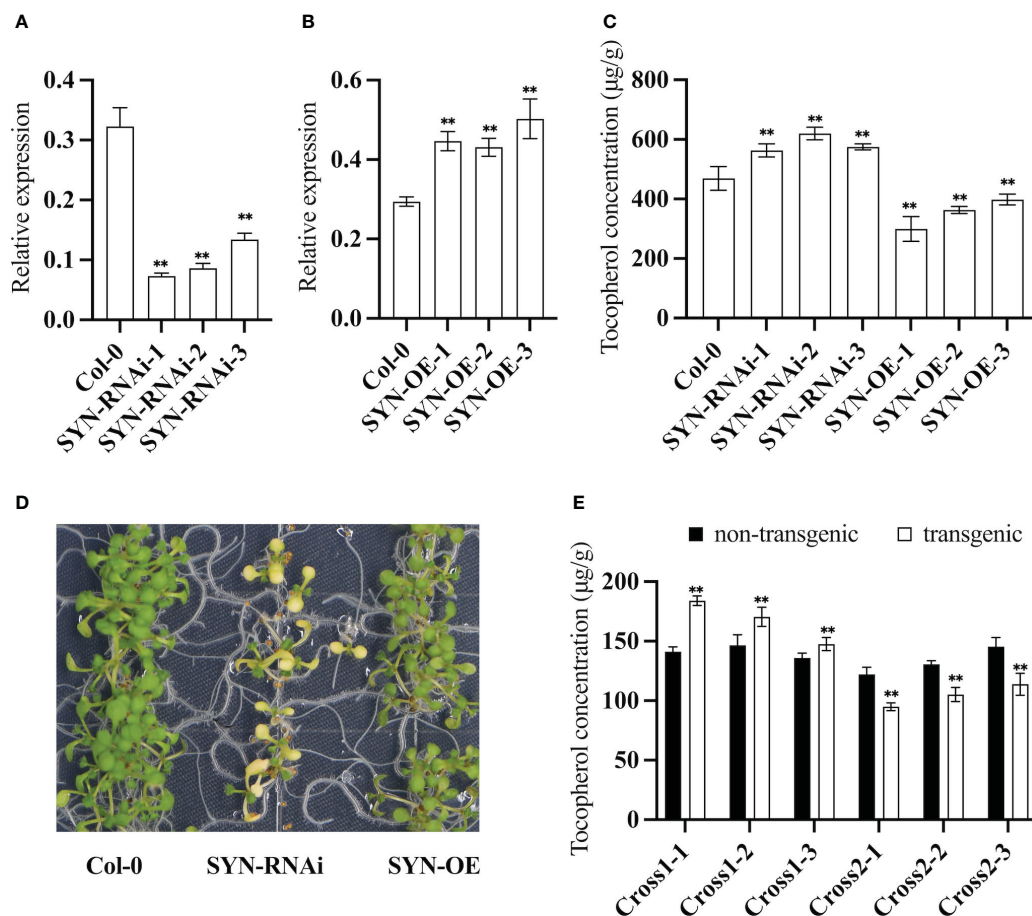 A
Relative expression
0.4
0.3
0.2
0.1
0.0
**
**
**
Col-0
SYN-RNAi-1
SYN-RNAi-2
SYN-RNAi-3
B
Relative expression
0.6
0.4
0.2
0.0
**
**
**
Col-0
SYN-OE-1
SYN-OE-2
SYN-OE-3
C
Tocopherol concentration (μg/g)
800
600
400
200
0
**
**
**
**
**
**
Col-0
SYN-RNAi-1
SYN-RNAi-2
SYN-RNAi-3
SYN-OE-1
SYN-OE-2
SYN-OE-3
D
Col-0 SYN-RNAi SYN-OE
E
non-transgenic transgenic
Tocopherol concentration (μg/g)
200
150
100
50
0
**
**
**
**
**
**
Cross1-1
Cross1-2
Cross1-3
Cross2-1
Cross2-2
Cross2-3